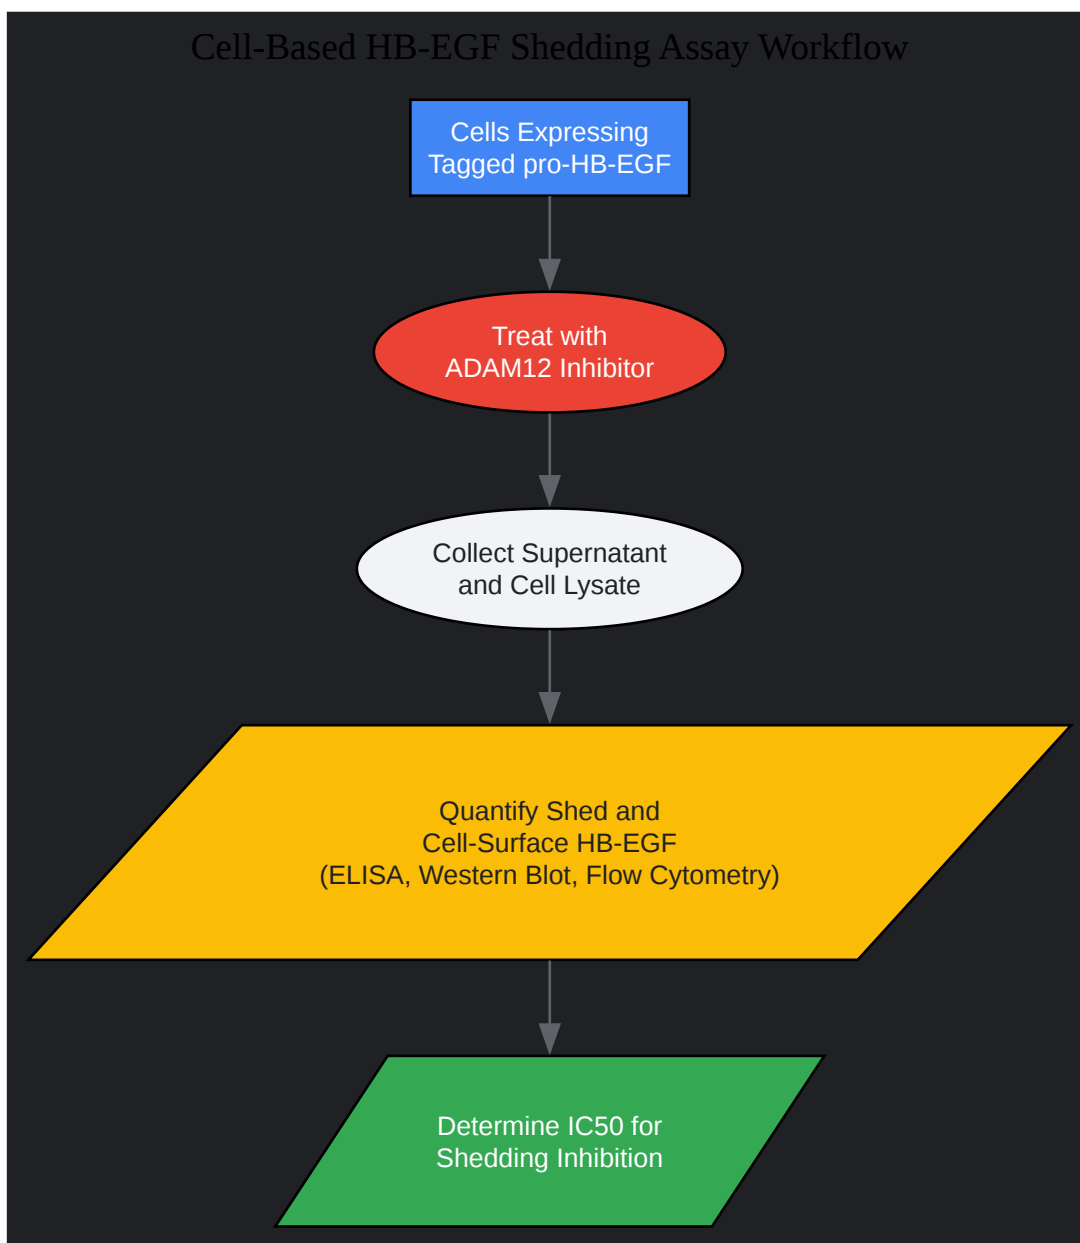 Cell-Based HB-EGF Shedding Assay Workflow
Cells Expressing
Tagged pro-HB-EGF
Treat with
ADAM12 Inhibitor
Collect Supernatant
and Cell Lysate
Quantify Shed and
Cell-Surface HB-EGF
(ELISA, Western Blot, Flow Cytometry)
Determine IC50 for
Shedding Inhibition